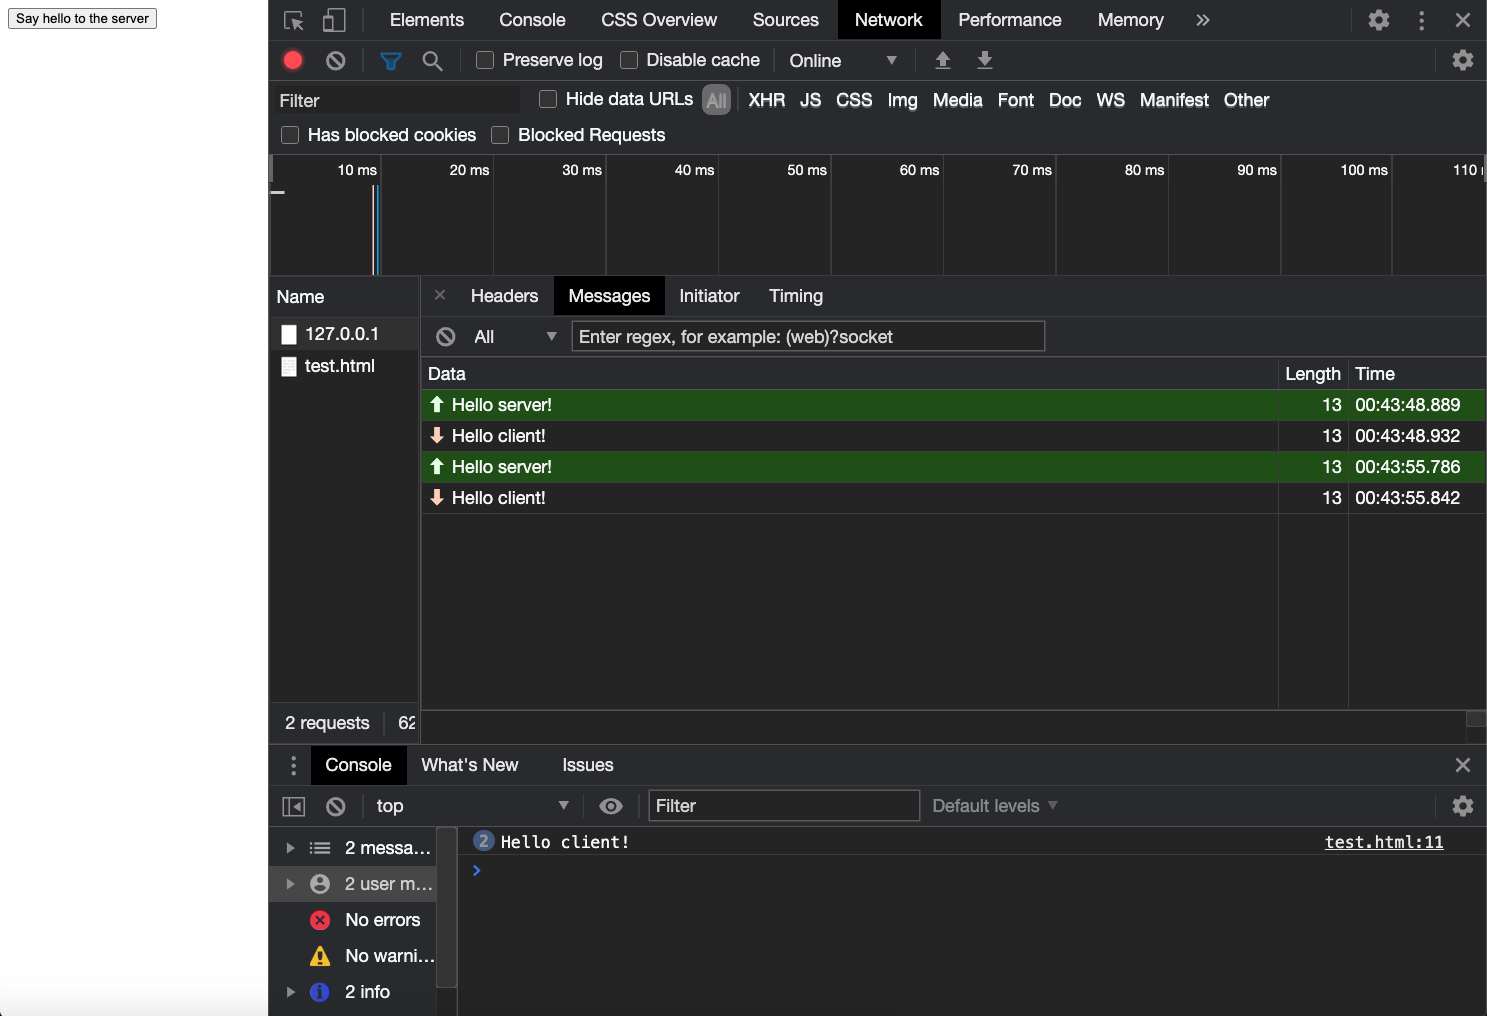 Say hello to the server
Elements Console CSS Overview Sources Network Performance Memory »
Preserve log Disable cache Online
Filter Hide data URLs All XHR JS CSS Img Media Font Doc WS Manifest Other
Has blocked cookies Blocked Requests
10 ms 20 ms 30 ms 40 ms 50 ms 60 ms 70 ms 80 ms 90 ms 100 ms 110
Name
127.0.0.1
test.html
2 requests 62
Headers Messages Initiator Timing
All Enter regex, for example: (web)?socket
Data Length Time
Hello server! 13 00:43:48.889
Hello client! 13 00:43:48.932
Hello server! 13 00:43:55.786
Hello client! 13 00:43:55.842
Console What's New Issues
top Filter Default levels
2 messa...
2 user m...
No errors
No warni...
2 info
2 Hello client! test.html:11